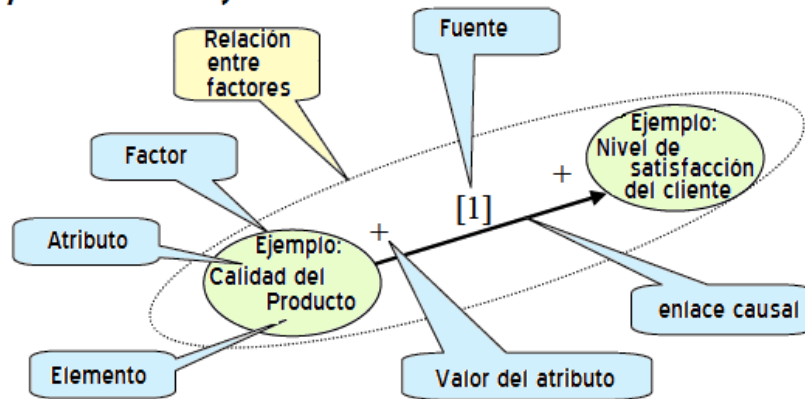 Relación
entre
factores
Fuente
Factor
Ejemplo:
Nivel de
satisfacción
del cliente
+
[1]
+
Atributo
Ejemplo:
Calidad del
Producto
enlace causal
Elemento
Valor del atributo